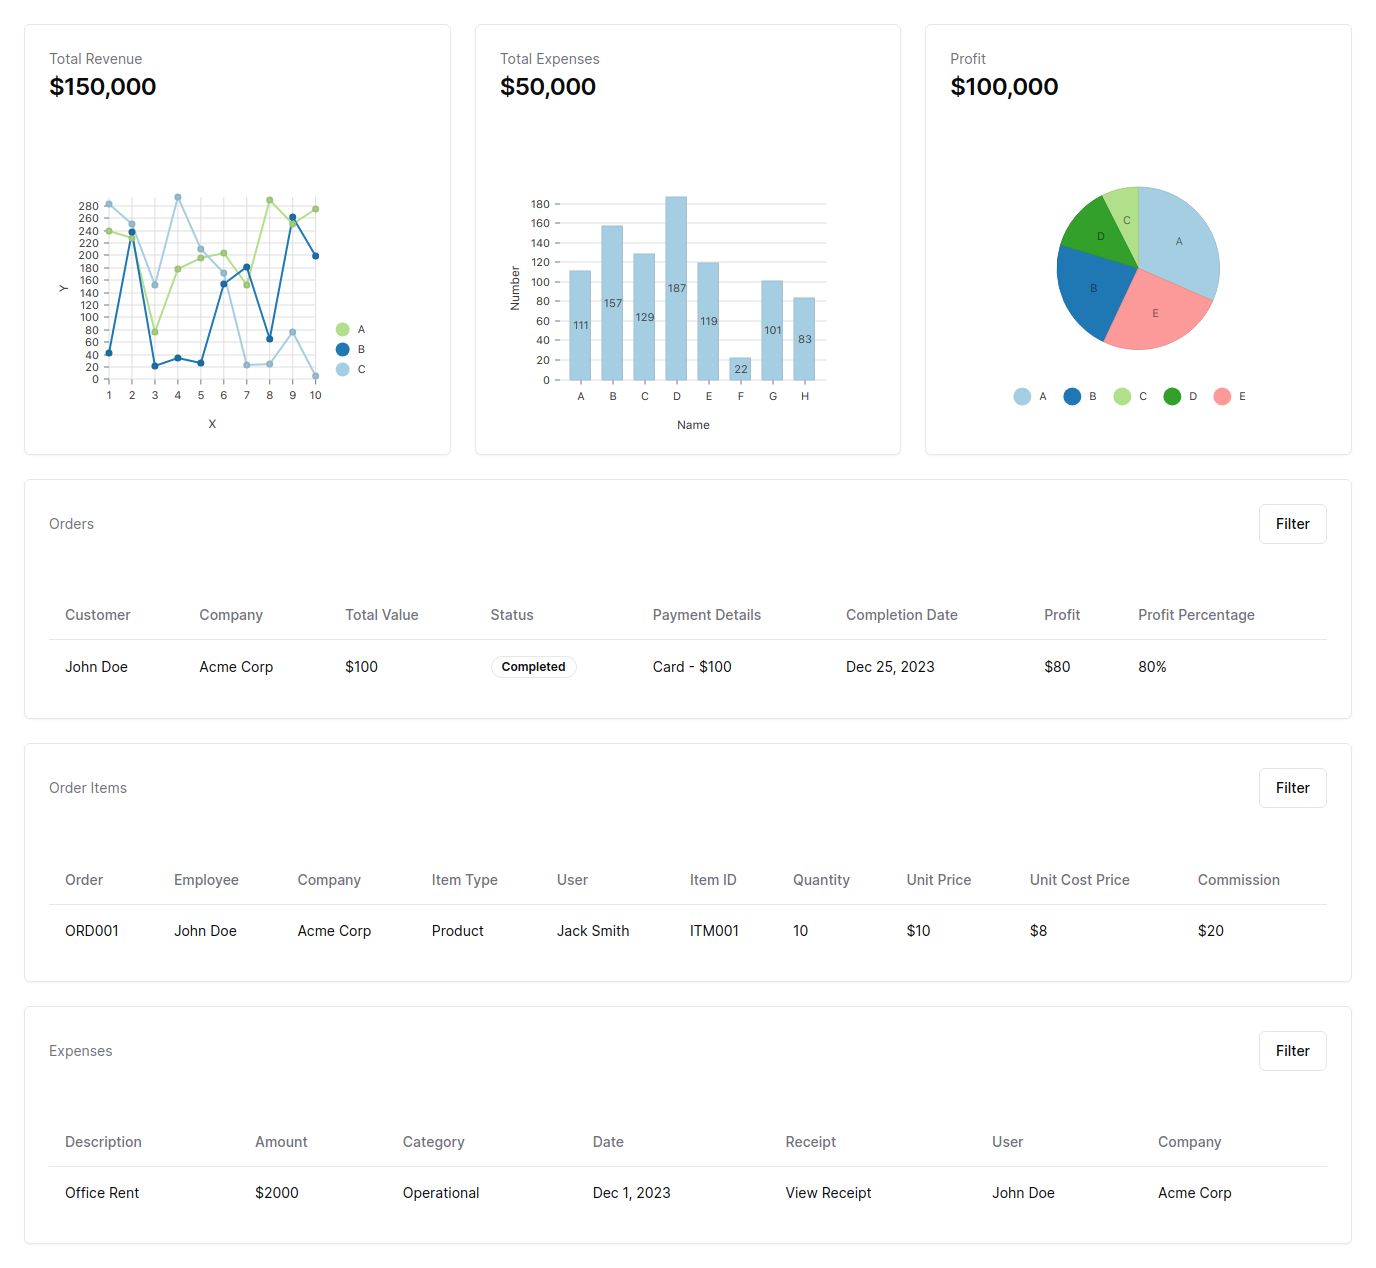 Total Revenue
$150,000
280
260
240
220
200
180
160
140
120
100
80
60
40
20
0
Y
1 2 3 4 5 6 7 8 9 10
X
A
B
C
Total Expenses
$50,000
180
160
140
120
100
80
60
40
20
0
Number
111 157 129 187 119 22 101 83
A B C D E F G H
Name
Profit
$100,000
A
B
C
D
E
A B C D E
Orders
Filter
Customer Company Total Value Status Payment Details Completion Date Profit Profit Percentage
John Doe Acme Corp $100 Completed Card - $100 Dec 25, 2023 $80 80%
Order Items
Filter
Order Employee Company Item Type User Item ID Quantity Unit Price Unit Cost Price Commission
ORD001 John Doe Acme Corp Product Jack Smith ITM001 10 $10 $8 $20
Expenses
Filter
Description Amount Category Date Receipt User Company
Office Rent $2000 Operational Dec 1, 2023 View Receipt John Doe Acme Corp